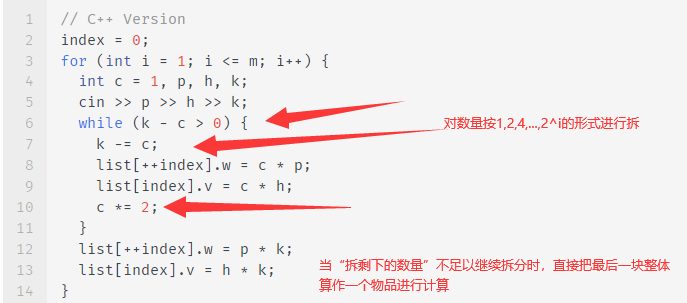 1 // C++ Version
2 index = 0;
3 for (int i = 1; i <= m; i++) {
4 int c = 1, p, h, k;
5 cin >> p >> h >> k;
6 while (k - c > 0) {
对数量按1,2,4,...,2^i的形式进行拆
7 k -= c;
8 list[++index].w = c * p;
9 list[index].v = c * h;
10 c *= 2;
11 }
12 list[++index].w = p * k;
13 list[index].v = h * k;
14 }
当“拆剩下的数量”不足以继续拆分时，直接把最后一块整体
算作一个物品进行计算